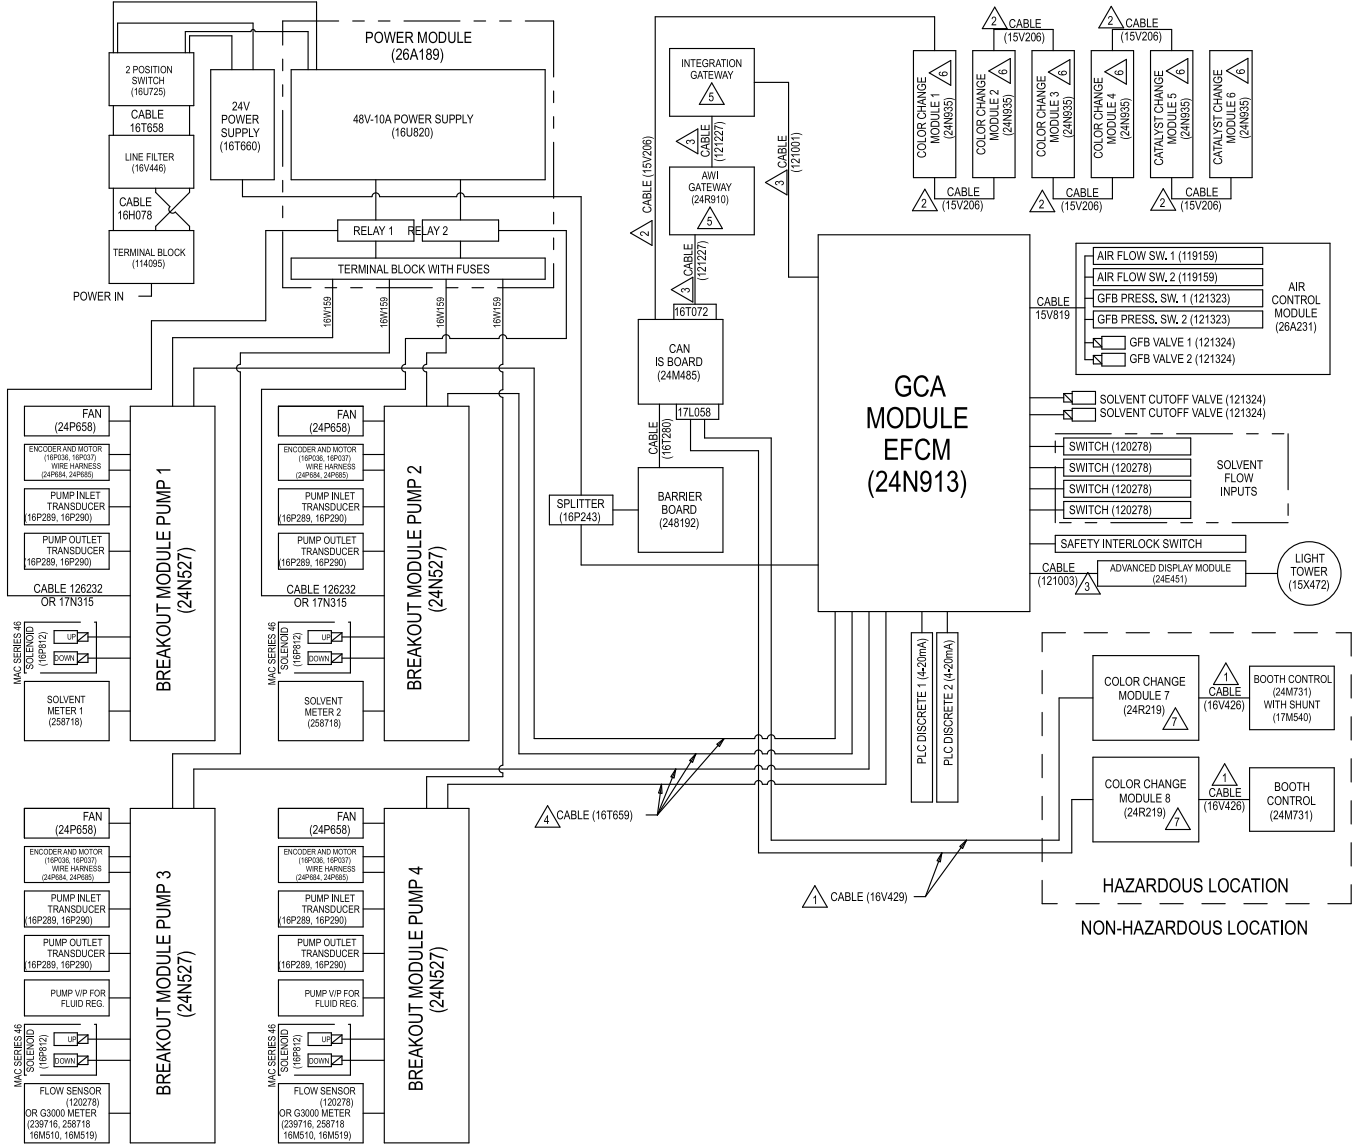 POWER MODULE
(26A189)
2 POSITION
SWITCH
(16U725)
CABLE
16T658
LINE FILTER
(16V446)
CABLE
16H078
TERMINAL BLOCK
(114095)
POWER IN
24V
POWER
SUPPLY
(16T660)
48V-10A POWER SUPPLY
(16U820)
RELAY 1
RELAY 2
TERMINAL BLOCK WITH FUSES
16W159
16W159
16W159
16W159
INTEGRATION
GATEWAY
5
3
CABLE
(121227)
AWI
GATEWAY
(24R910)
5
3
CABLE
(121227)
2
CABLE (15V206)
3
CABLE
(121001)
16T072
CAN
IS BOARD
(24M485)
17L058
CABLE
(16T280)
BARRIER
BOARD
(248192)
SPLITTER
(16P243)
2
CABLE
(15V206)
2
CABLE
(15V206)
COLOR CHANGE
MODULE 1
(24N935)
6
COLOR CHANGE
MODULE 2
(24N935)
6
COLOR CHANGE
MODULE 3
(24N935)
6
COLOR CHANGE
MODULE 4
(24N935)
6
CATALYST CHANGE
MODULE 5
(24N935)
6
CATALYST CHANGE
MODULE 6
(24N935)
6
2
CABLE
(15V206)
2
CABLE
(15V206)
2
CABLE
(15V206)
GCA
MODULE
EFCM
(24N913)
CABLE
15V819
AIR FLOW SW. 1 (119159)
AIR FLOW SW. 2 (119159)
GFB PRESS. SW. 1 (121323)
GFB PRESS. SW. 2 (121323)
GFB VALVE 1 (121324)
GFB VALVE 2 (121324)
AIR
CONTROL
MODULE
(26A231)
SOLVENT CUTOFF VALVE (121324)
SOLVENT CUTOFF VALVE (121324)
SWITCH (120278)
SWITCH (120278)
SWITCH (120278)
SWITCH (120278)
SOLVENT
FLOW
INPUTS
SAFETY INTERLOCK SWITCH
CABLE
(121003)
3
ADVANCED DISPLAY MODULE
(24E451)
LIGHT
TOWER
(15X472)
PLC DISCRETE 1 (4-20mA)
PLC DISCRETE 2 (4-20mA)
COLOR CHANGE
MODULE 7
(24R219)
7
1
CABLE
(16V426)
BOOTH CONTROL
(24M731)
WITH SHUNT
(17M540)
COLOR CHANGE
MODULE 8
(24R219)
7
1
CABLE
(16V426)
BOOTH
CONTROL
(24M731)
HAZARDOUS LOCATION
NON-HAZARDOUS LOCATION
4
CABLE (16T659)
1
CABLE (16V429)
FAN
(24P658)
ENCODER AND MOTOR
(16P036, 16P037)
WIRE HARNESS
(24P684, 24P685)
PUMP INLET
TRANSDUCER
(16P289, 16P290)
PUMP OUTLET
TRANSDUCER
(16P289, 16P290)
CABLE 126232
OR 17N315
MAC SERIES 46
SOLENOID
(16P812)
UP
DOWN
SOLVENT
METER 1
(258718)
BREAKOUT MODULE PUMP 1
(24N527)
FAN
(24P658)
ENCODER AND MOTOR
(16P036, 16P037)
WIRE HARNESS
(24P684, 24P685)
PUMP INLET
TRANSDUCER
(16P289, 16P290)
PUMP OUTLET
TRANSDUCER
(16P289, 16P290)
CABLE 126232
OR 17N315
MAC SERIES 46
SOLENOID
(16P812)
UP
DOWN
SOLVENT
METER 2
(258718)
BREAKOUT MODULE PUMP 2
(24N527)
FAN
(24P658)
ENCODER AND MOTOR
(16P036, 16P037)
WIRE HARNESS
(24P684, 24P685)
PUMP INLET
TRANSDUCER
(16P289, 16P290)
PUMP OUTLET
TRANSDUCER
(16P289, 16P290)
PUMP V/P FOR
FLUID REG.
MAC SERIES 46
SOLENOID
(16P812)
UP
DOWN
FLOW SENSOR
(120278)
OR G3000 METER
(239716, 258718
16M510, 16M519)
BREAKOUT MODULE PUMP 3
(24N527)
FAN
(24P658)
ENCODER AND MOTOR
(16P036, 16P037)
WIRE HARNESS
(24P684, 24P685)
PUMP INLET
TRANSDUCER
(16P289, 16P290)
PUMP OUTLET
TRANSDUCER
(16P289, 16P290)
PUMP V/P FOR
FLUID REG.
MAC SERIES 46
SOLENOID
(16P812)
UP
DOWN
FLOW SENSOR
(120278)
OR G3000 METER
(239716, 258718
16M510, 16M519)
BREAKOUT MODULE PUMP 4
(24N527)